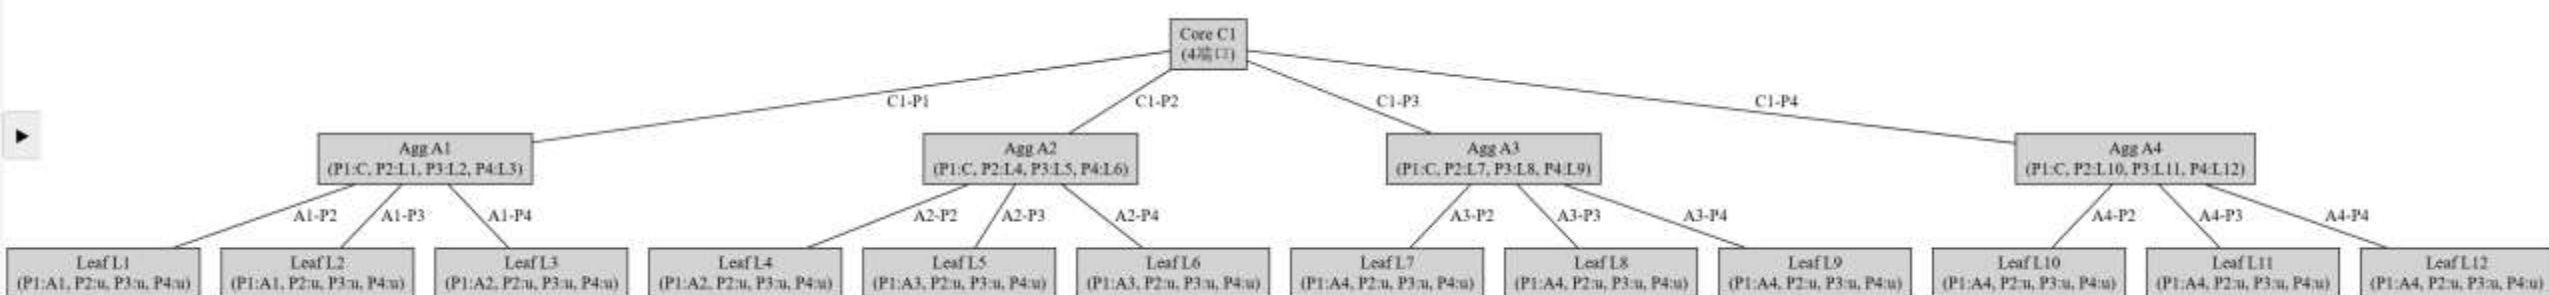 Core C1
(4端口)
C1-P1
C1-P2
C1-P3
C1-P4
Agg A1
(P1:C, P2:L1, P3:L2, P4:L3)
Agg A2
(P1:C, P2:L4, P3:L5, P4:L6)
Agg A3
(P1:C, P2:L7, P3:L8, P4:L9)
Agg A4
(P1:C, P2:L10, P3:L11, P4:L12)
A1-P2
A1-P3
A1-P4
A2-P2
A2-P3
A2-P4
A3-P2
A3-P3
A3-P4
A4-P2
A4-P3
A4-P4
Leaf L1
(P1:A1, P2:u, P3:u, P4:u)
Leaf L2
(P1:A1, P2:u, P3:u, P4:u)
Leaf L3
(P1:A2, P2:u, P3:u, P4:u)
Leaf L4
(P1:A2, P2:u, P3:u, P4:u)
Leaf L5
(P1:A3, P2:u, P3:u, P4:u)
Leaf L6
(P1:A3, P2:u, P3:u, P4:u)
Leaf L7
(P1:A4, P2:u, P3:u, P4:u)
Leaf L8
(P1:A4, P2:u, P3:u, P4:u)
Leaf L9
(P1:A4, P2:u, P3:u, P4:u)
Leaf L10
(P1:A4, P2:u, P3:u, P4:u)
Leaf L11
(P1:A4, P2:u, P3:u, P4:u)
Leaf L12
(P1:A4, P2:u, P3:u, P4:u)